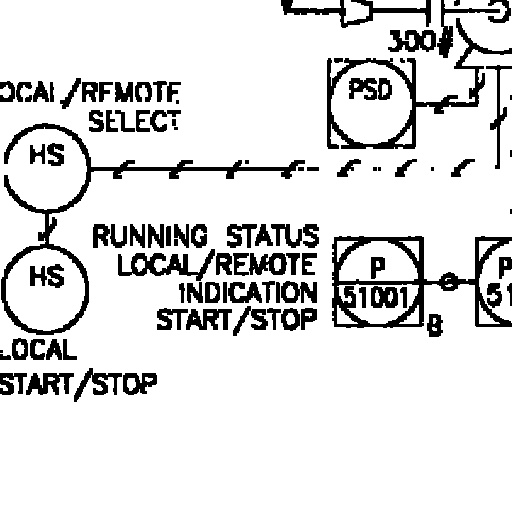 300#
PSD
OCAL/REMOTE
SELECT
HS
HS
LOCAL
START/STOP
RUNNING STATUS
LOCAL/REMOTE
INDICATION
START/STOP
P
51001
B
P
51